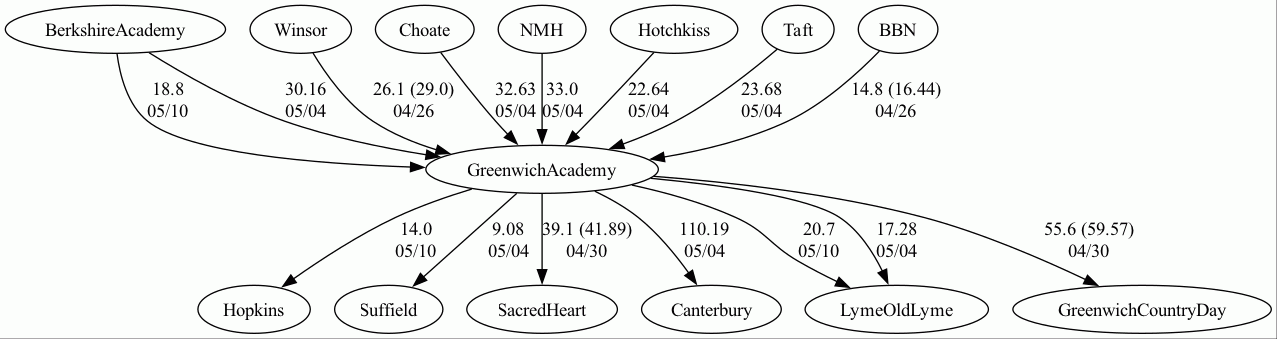 BerkshireAcademy
Winsor
Choate
NMH
Hotchkiss
Taft
BBN
18.8
05/10
30.16
05/04
26.1 (29.0)
04/26
32.63
05/04
33.0
05/04
22.64
05/04
23.68
05/04
14.8 (16.44)
04/26
GreenwichAcademy
14.0
05/10
9.08
05/04
39.1 (41.89)
04/30
110.19
05/04
20.7
05/10
17.28
05/04
55.6 (59.57)
04/30
Hopkins
Suffield
SacredHeart
Canterbury
LymeOldLyme
GreenwichCountryDay